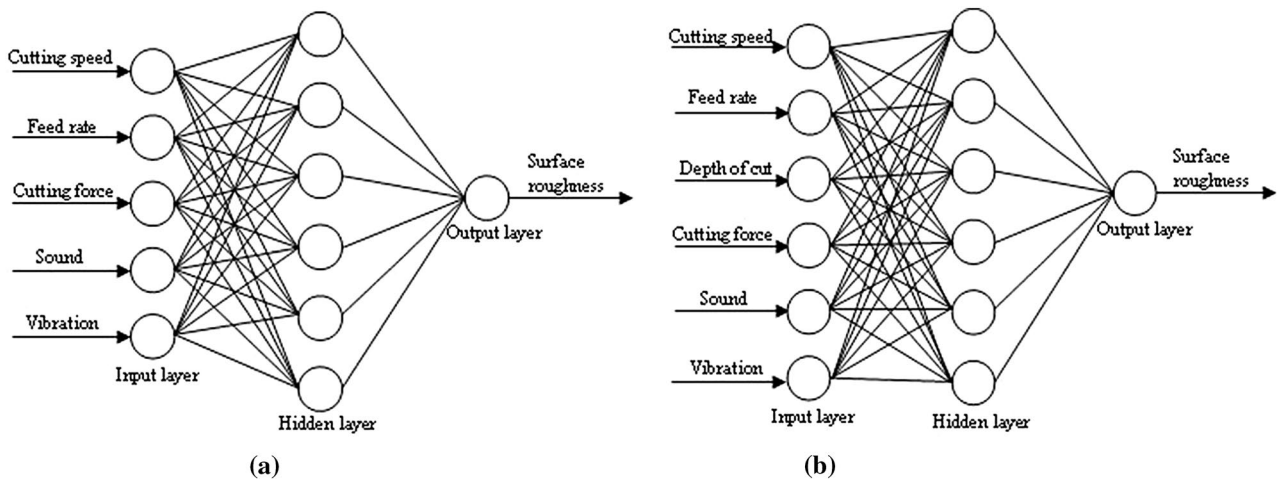 Cutting speed
Feed rate
Cutting force
Sound
Vibration
Input layer
Hidden layer
Output layer
Surface
roughness
(a)
Cutting speed
Feed rate
Depth of cut
Cutting force
Sound
Vibration
Input layer
Hidden layer
Output layer
Surface
roughness
(b)